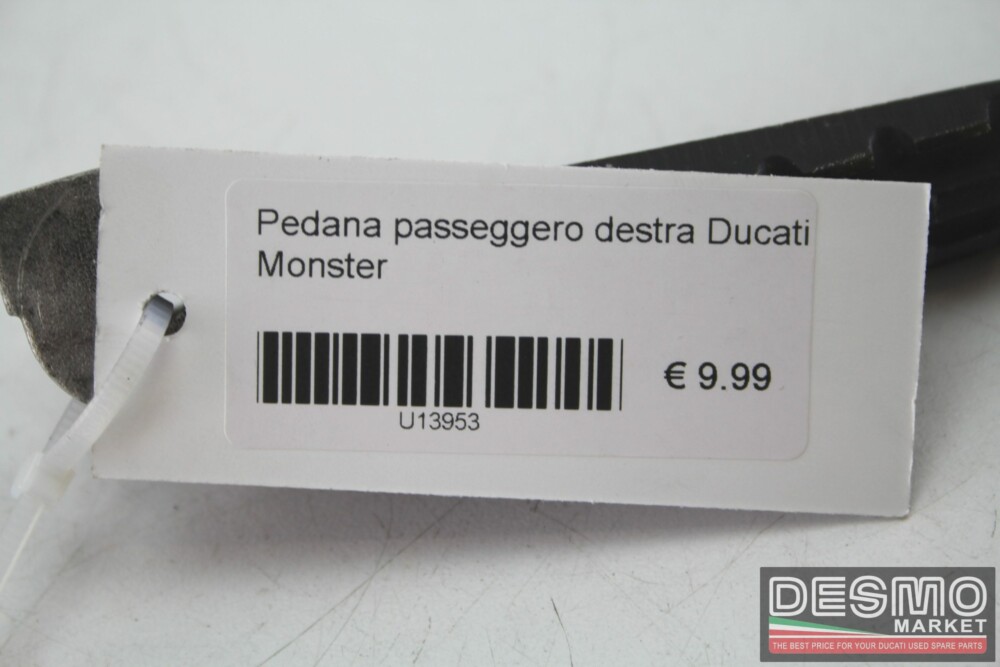 Pedana passeggero destra Ducati
Monster
€ 9.99
U13953
DESMO
MARKET
THE BEST PRICE FOR YOUR DUCATI USED SPARE PARTS